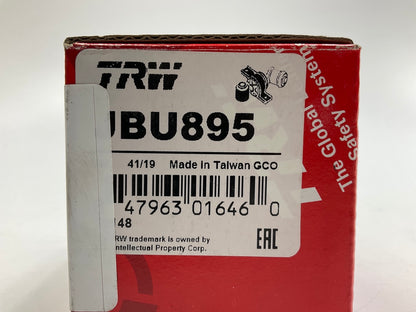 TRW
JBU895
41/19 Made in Taiwan GCO
47963 01646 0
148
RW trademark is owned by
Intellectual Property Corp.
EAC
The Global
Safety System